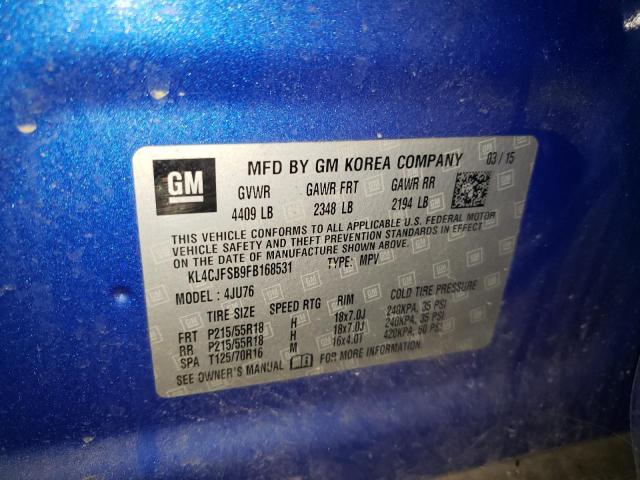 GM
MFD BY GM KOREA COMPANY 03/15
GVWR GAWR FRT GAWR RR
4409 LB 2348 LB 2194 LB
THIS VEHICLE CONFORMS TO ALL APPLICABLE U.S. FEDERAL MOTOR
VEHICLE SAFETY AND THEFT PREVENTION STANDARDS IN EFFECT ON
THE DATE OF MANUFACTURE SHOWN ABOVE.
KL4CJFSB9FB168531 TYPE: MPV
MODEL: 4JU76
TIRE SIZE SPEED RTG RIM COLD TIRE PRESSURE
FRT P215/55R18 H 18x7.0J 240KPA, 35 PSI
RR P215/55R18 H 18x7.0J 240KPA, 35 PSI
SPA T125/70R16 M 16x4.0T 420KPA, 60 PSI
SEE OWNER'S MANUAL FOR MORE INFORMATION.